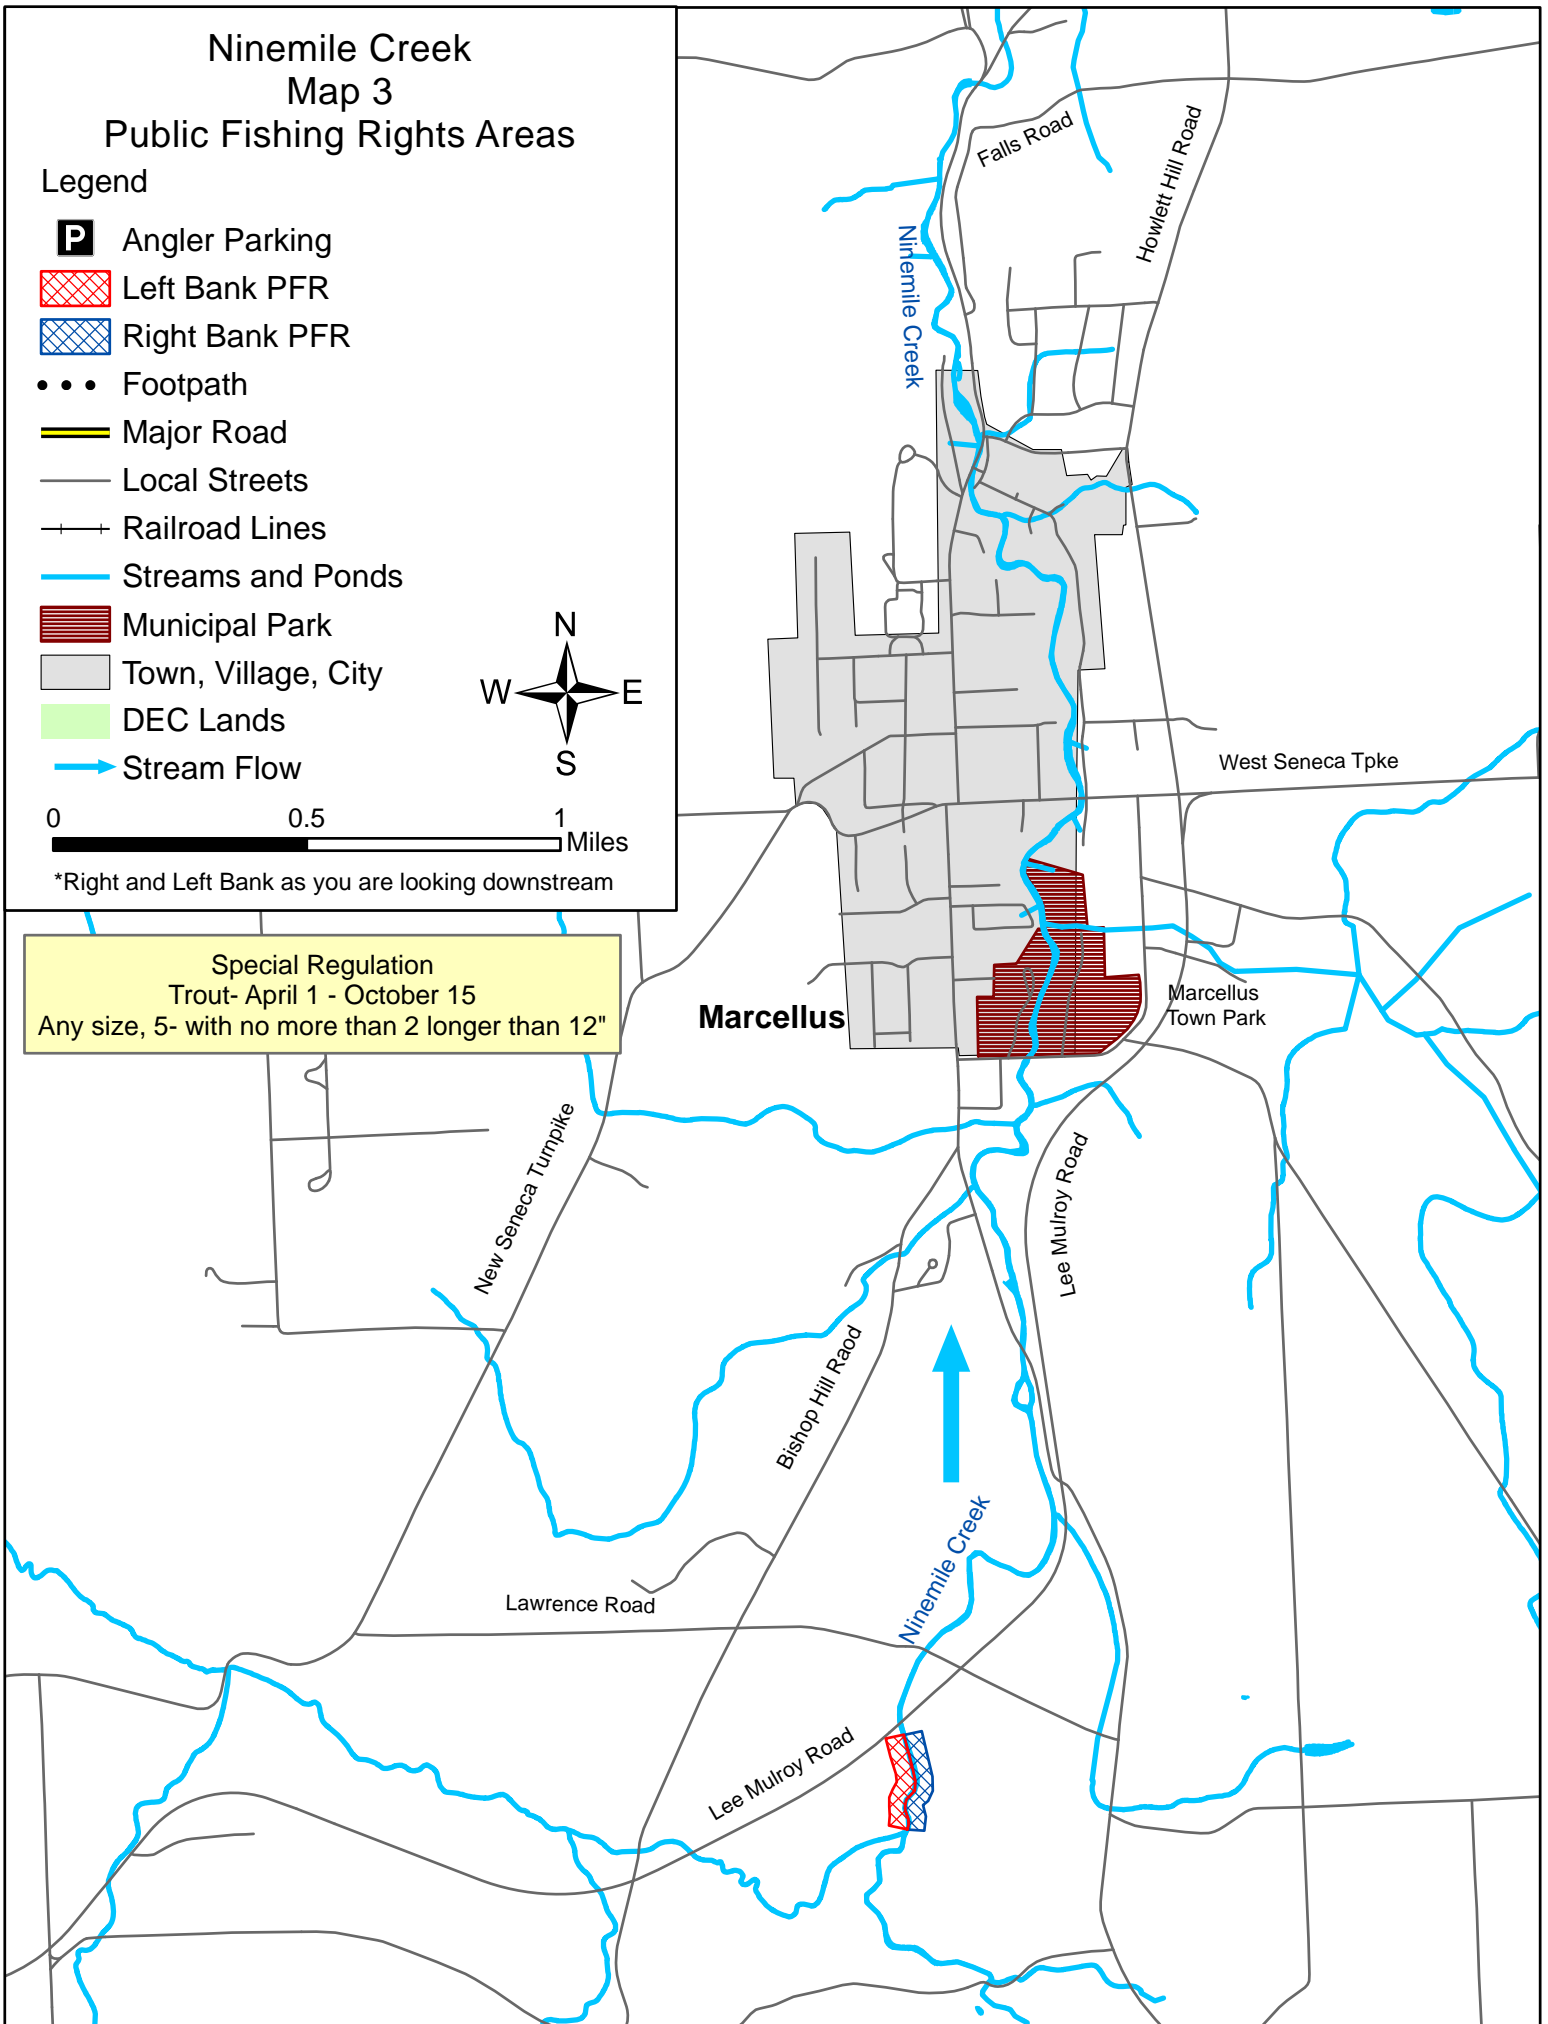 Ninemile Creek
Map 3
Public Fishing Rights Areas
Legend
P Angler Parking
Left Bank PFR
Right Bank PFR
Footpath
Major Road
Local Streets
Railroad Lines
Streams and Ponds
Municipal Park
Town, Village, City
DEC Lands
Stream Flow
N
W E
S
0 0.5 1
Miles
*Right and Left Bank as you are looking downstream
Special Regulation
Trout- April 1 - October 15
Any size, 5- with no more than 2 longer than 12"
Falls Road
Howlett Hill Road
Ninemile Creek
West Seneca Tpke
Marcellus
Marcellus
Town Park
New Seneca Turnpike
Lee Mulroy Road
Bishop Hill Raod
Ninemile Creek
Lawrence Road
Lee Mulroy Road